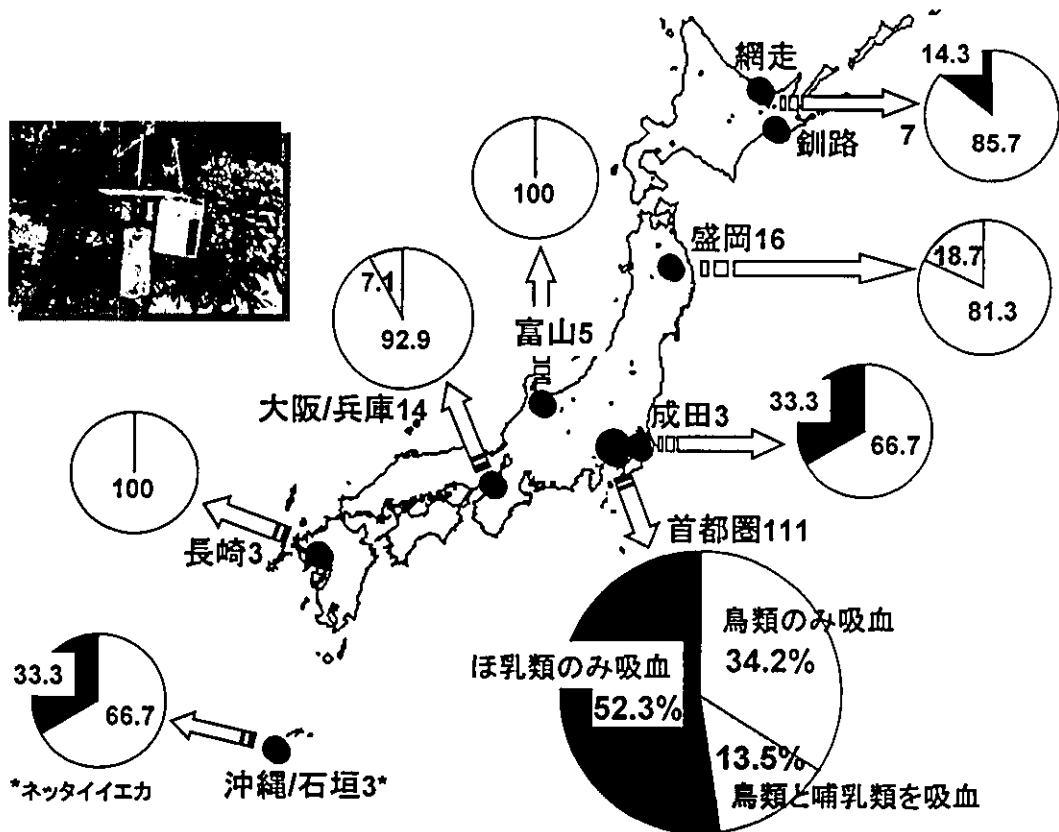 網走
14.3
7
85.7
釧路
100
盛岡16
18.7
81.3
7.1
92.9
富山5
大阪/兵庫14
成田3
33.3
66.7
100
長崎3
首都圏111
鳥類のみ吸血
34.2%
ほ乳類のみ吸血
52.3%
13.5%
鳥類と哺乳類を吸血
33.3
66.7
*ネッタイイエカ
沖縄/石垣3*